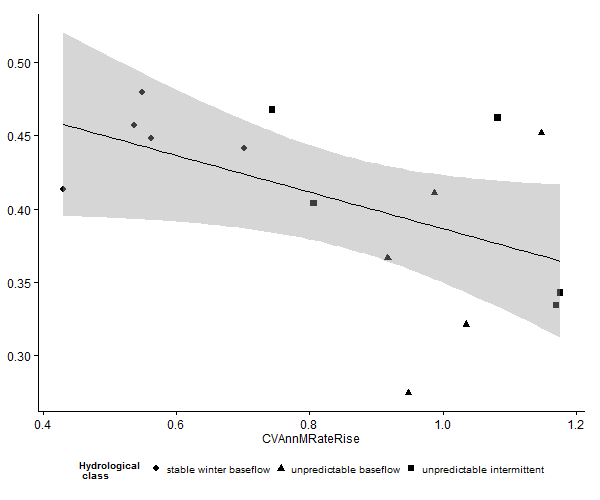 0.50
0.45
0.40
0.35
0.30
0.4 0.6 0.8 1.0 1.2
CVAnnMRateRise
Hydrological
class
stable winter baseflow unpredictable baseflow unpredictable intermittent